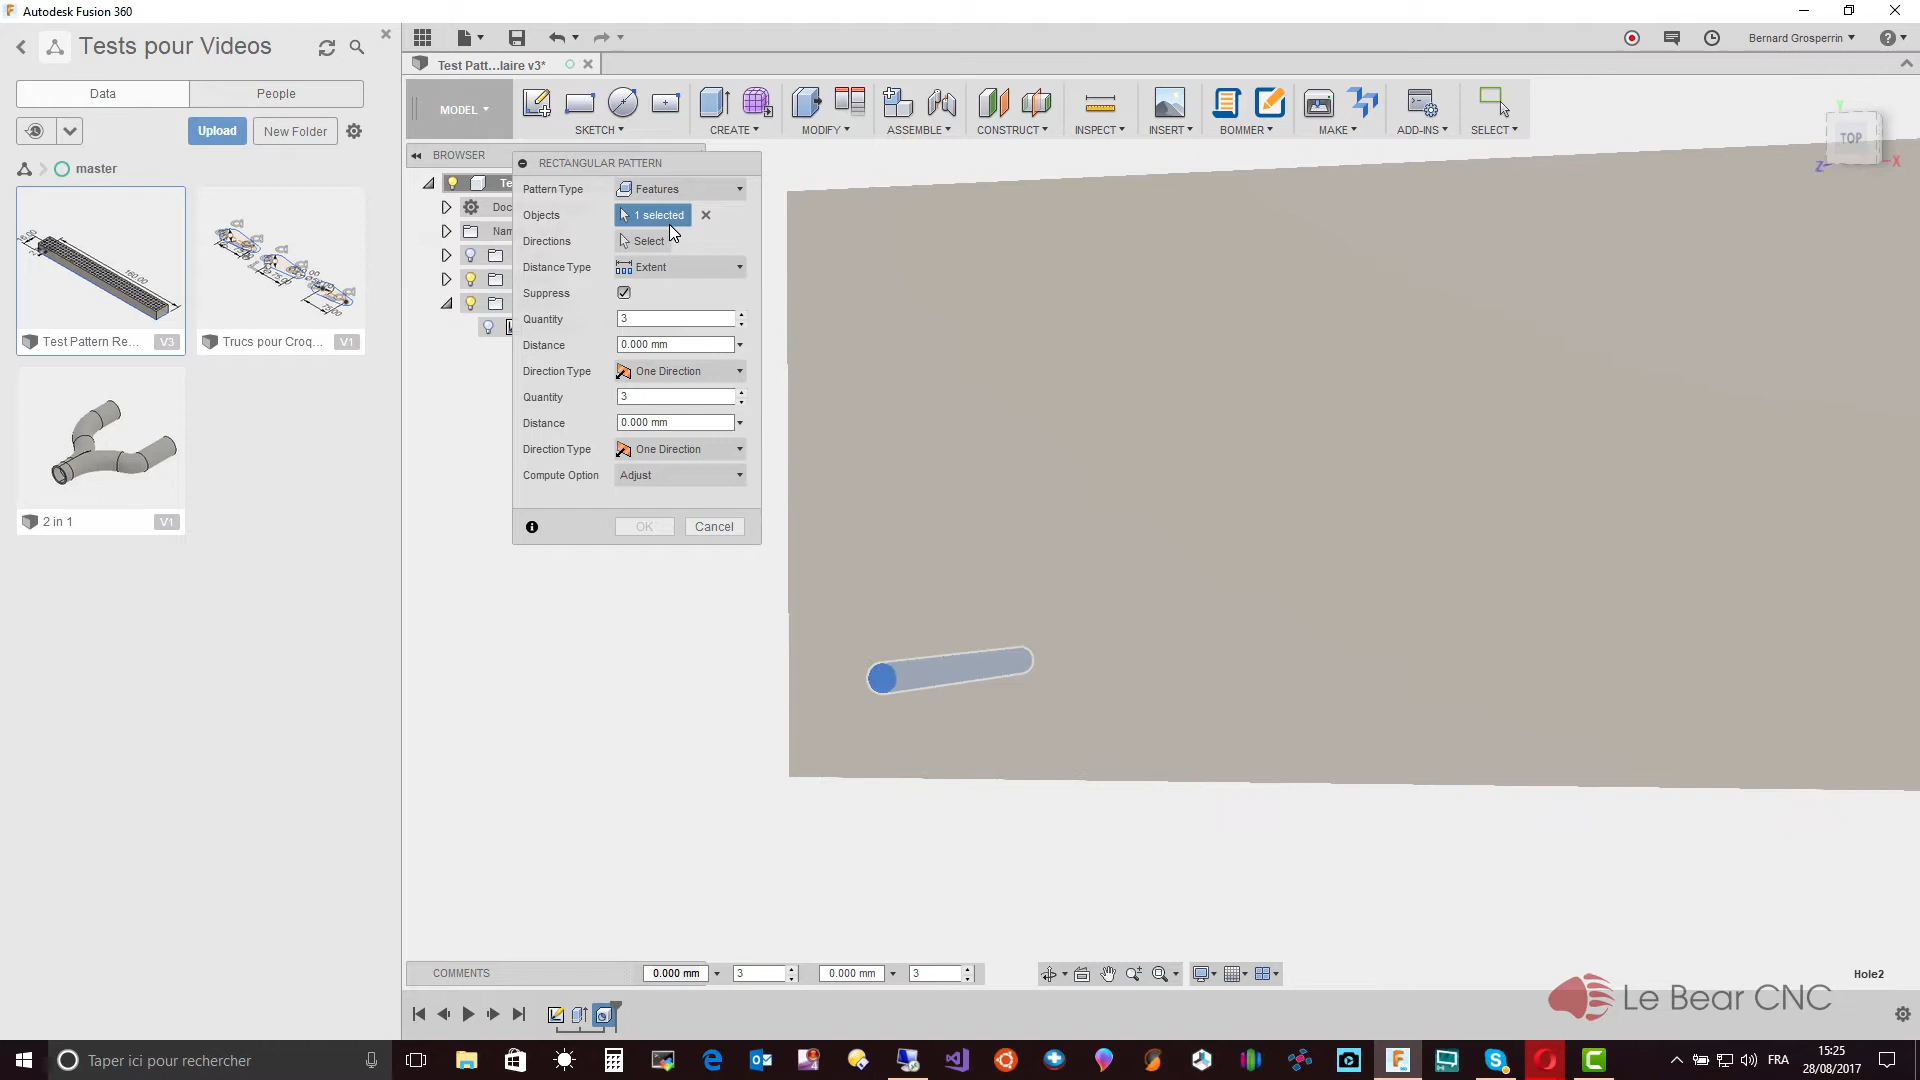 Autodesk Fusion 360
Tests pour Videos
Data
People
Upload
New Folder
master
Test Pattern Re...
V3
Trucs pour Croq...
V1
2 in 1
V1
Test Patt...laire v3*
Bernard Grosperrin
MODEL
SKETCH
CREATE
MODIFY
ASSEMBLE
CONSTRUCT
INSPECT
INSERT
BOMMER
MAKE
ADD-INS
SELECT
TOP
Y
Z
X
BROWSER
Te
Doc
Nam
RECTANGULAR PATTERN
Pattern Type
Features
Objects
1 selected
Directions
Select
Distance Type
Extent
Suppress
Quantity
3
Distance
0.000 mm
Direction Type
One Direction
Quantity
3
Distance
0.000 mm
Direction Type
One Direction
Compute Option
Adjust
OK
Cancel
COMMENTS
0.000 mm
3
0.000 mm
3
Hole2
Le Bear CNC
Taper ici pour rechercher
FRA
15:25
28/08/2017